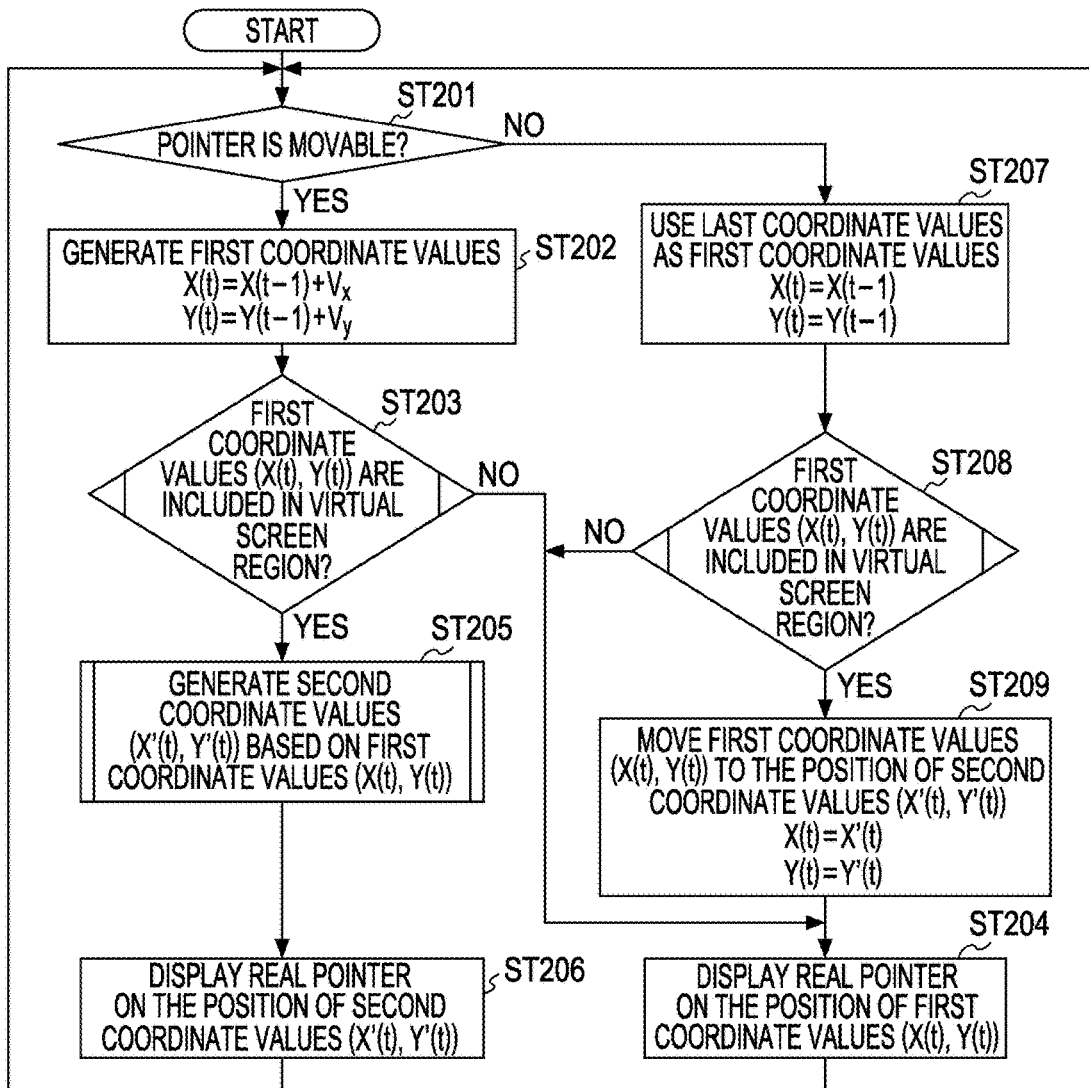 START
ST201
POINTER IS MOVABLE?
NO
YES
ST202
GENERATE FIRST COORDINATE VALUES
X(t)=X(t−1)+Vx
Y(t)=Y(t−1)+Vy
ST207
USE LAST COORDINATE VALUES
AS FIRST COORDINATE VALUES
X(t)=X(t−1)
Y(t)=Y(t−1)
ST203
FIRST
COORDINATE
VALUES (X(t), Y(t)) ARE
INCLUDED IN VIRTUAL
SCREEN
REGION?
NO
YES
ST208
FIRST
COORDINATE
VALUES (X(t), Y(t)) ARE
INCLUDED IN VIRTUAL
SCREEN
REGION?
NO
YES
ST205
GENERATE SECOND
COORDINATE VALUES
(X'(t), Y'(t)) BASED ON FIRST
COORDINATE VALUES (X(t), Y(t))
ST209
MOVE FIRST COORDINATE VALUES
(X(t), Y(t)) TO THE POSITION OF SECOND
COORDINATE VALUES (X'(t), Y'(t))
X(t)=X'(t)
Y(t)=Y'(t)
ST206
DISPLAY REAL POINTER
ON THE POSITION OF SECOND
COORDINATE VALUES (X'(t), Y'(t))
ST204
DISPLAY REAL POINTER
ON THE POSITION OF FIRST
COORDINATE VALUES (X(t), Y(t))